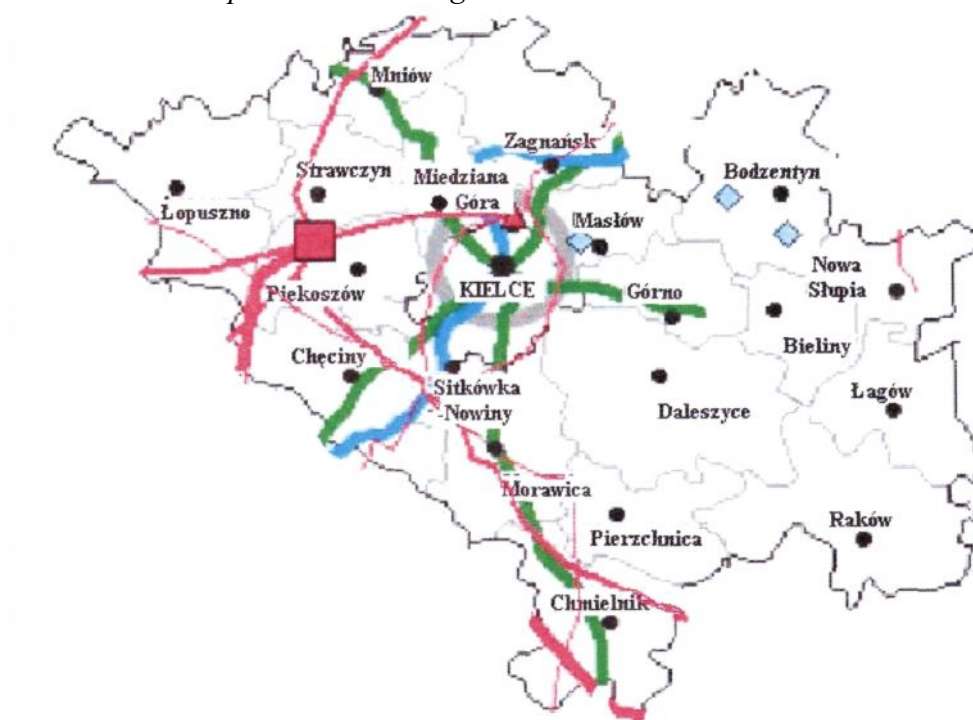 Mniów
Zagnańsk
Strawczyn
Miedziana
Góra
Bodzentyn
Łopuszno
Masłów
Nowa
Słupia
KIELCE
Piekoszów
Górno
Bieliny
Chęciny
Sitkówka
Nowiny
Daleszyce
Łagów
Morawica
Pierzchnica
Raków
Chmielnik